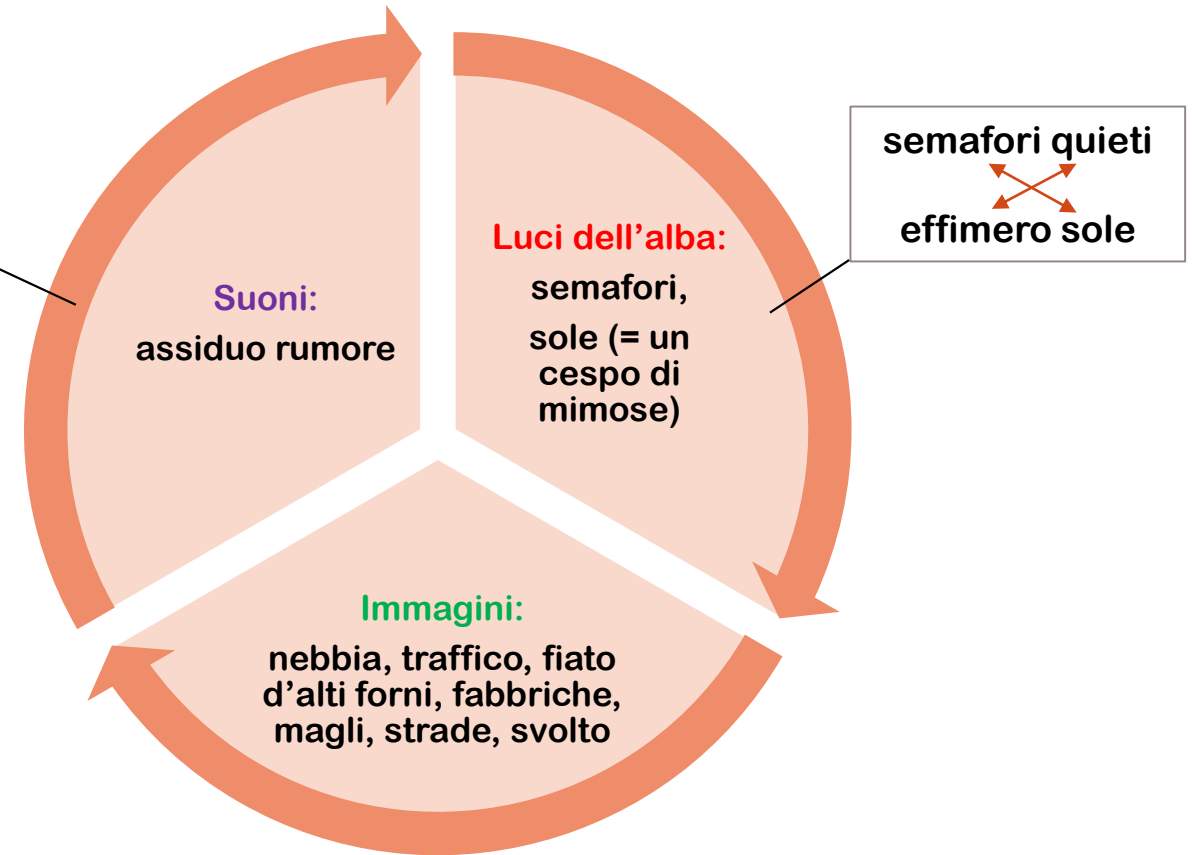 Suoni:
assiduo rumore
Luci dell’alba:
semafori,
sole (= un
cespo di
mimose)
semafori quieti
effimero sole
Immagini:
nebbia, traffico, fiato
d’alti forni, fabbriche,
magli, strade, svolto